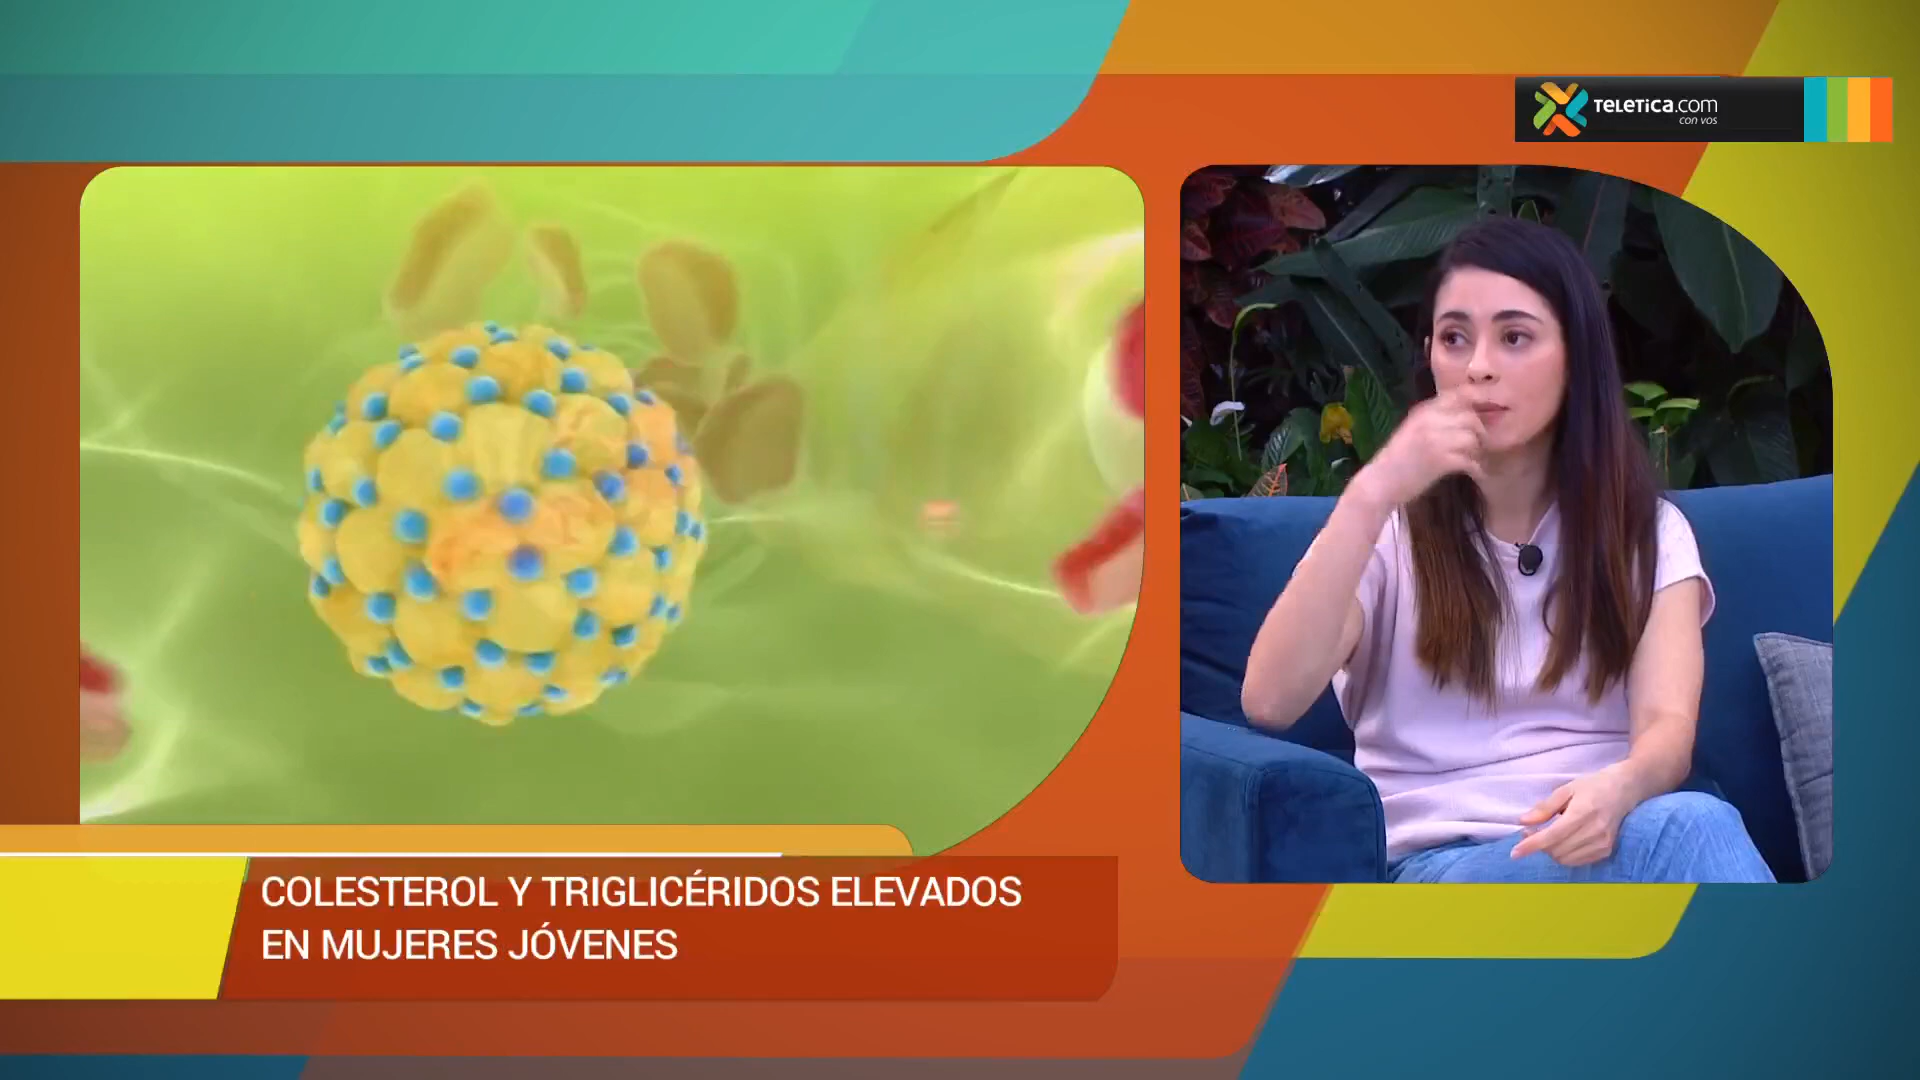 TELETICA.com
con vos
COLESTEROL Y TRIGLICÉRIDOS ELEVADOS
EN MUJERES JÓVENES